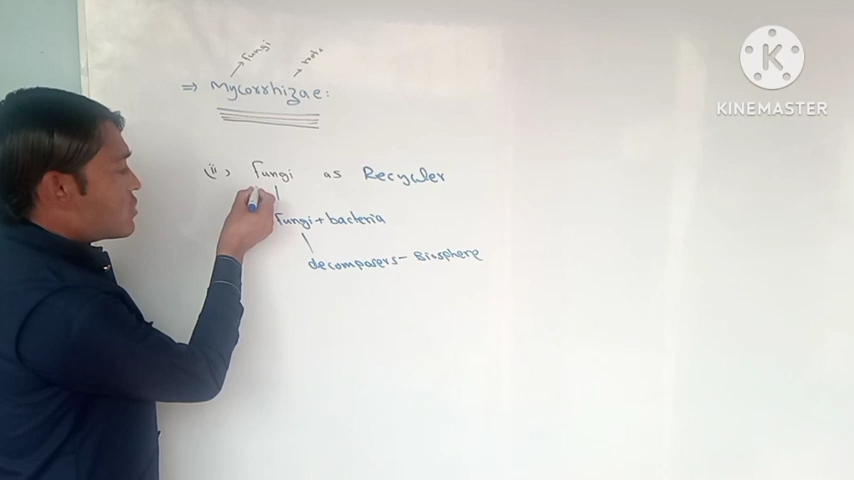 fungi roots
⇒ Mycorrhizae:
(ii) Fungi as Recycler
Fungi + bacteria
decomposers - Biosphere
K
KINEMASTER